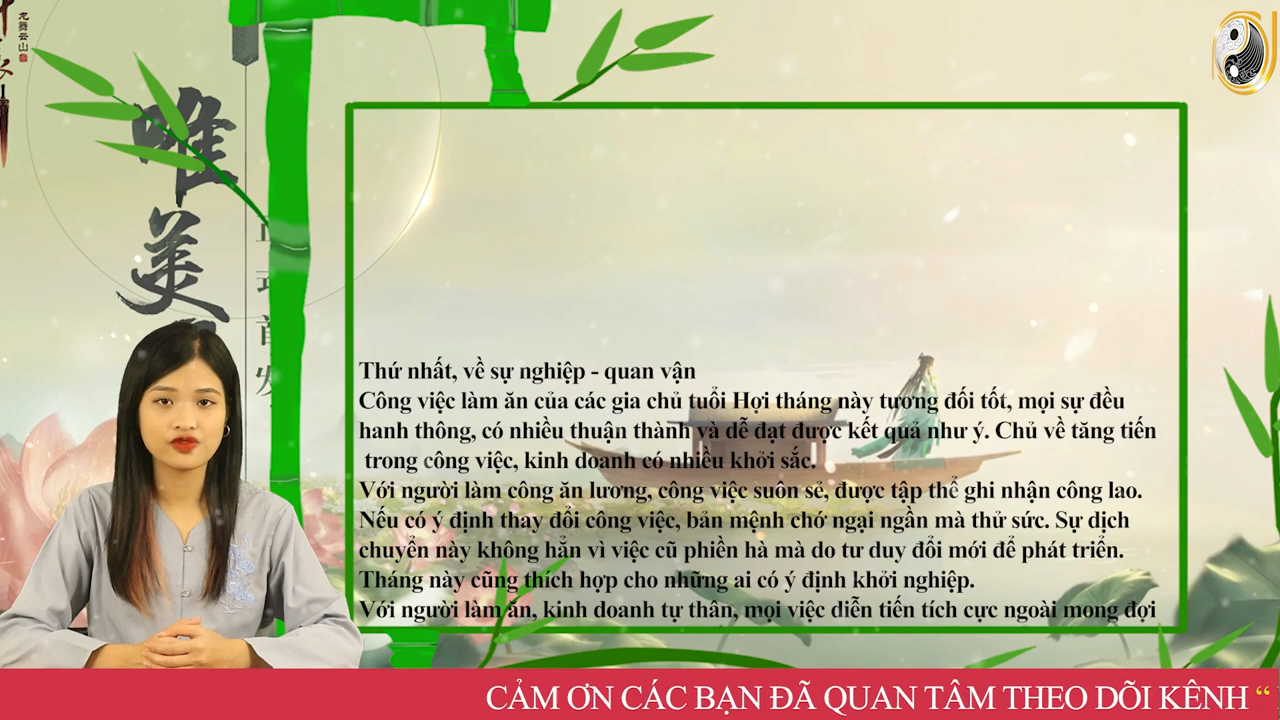 龙舞云山
唯
美
Thứ nhất, về sự nghiệp - quan vận
Công việc làm ăn của các gia chủ tuổi Hợi tháng này tương đối tốt, mọi sự đều
hanh thông, có nhiều thuận thành và dễ đạt được kết quả như ý. Chủ về tăng tiến
trong công việc, kinh doanh có nhiều khởi sắc.
Với người làm công ăn lương, công việc suôn sẻ, được tập thể ghi nhận công lao.
Nếu có ý định thay đổi công việc, bản mệnh chớ ngại ngần mà thử sức. Sự dịch
chuyển này không hẳn vì việc cũ phiền hà mà do tư duy đổi mới để phát triển.
Tháng này cũng thích hợp cho những ai có ý định khởi nghiệp.
Với người làm ăn, kinh doanh tự thân, mọi việc diễn tiến tích cực ngoài mong đợi
CẢM ƠN CÁC BẠN ĐÃ QUAN TÂM THEO DÕI KÊNH “